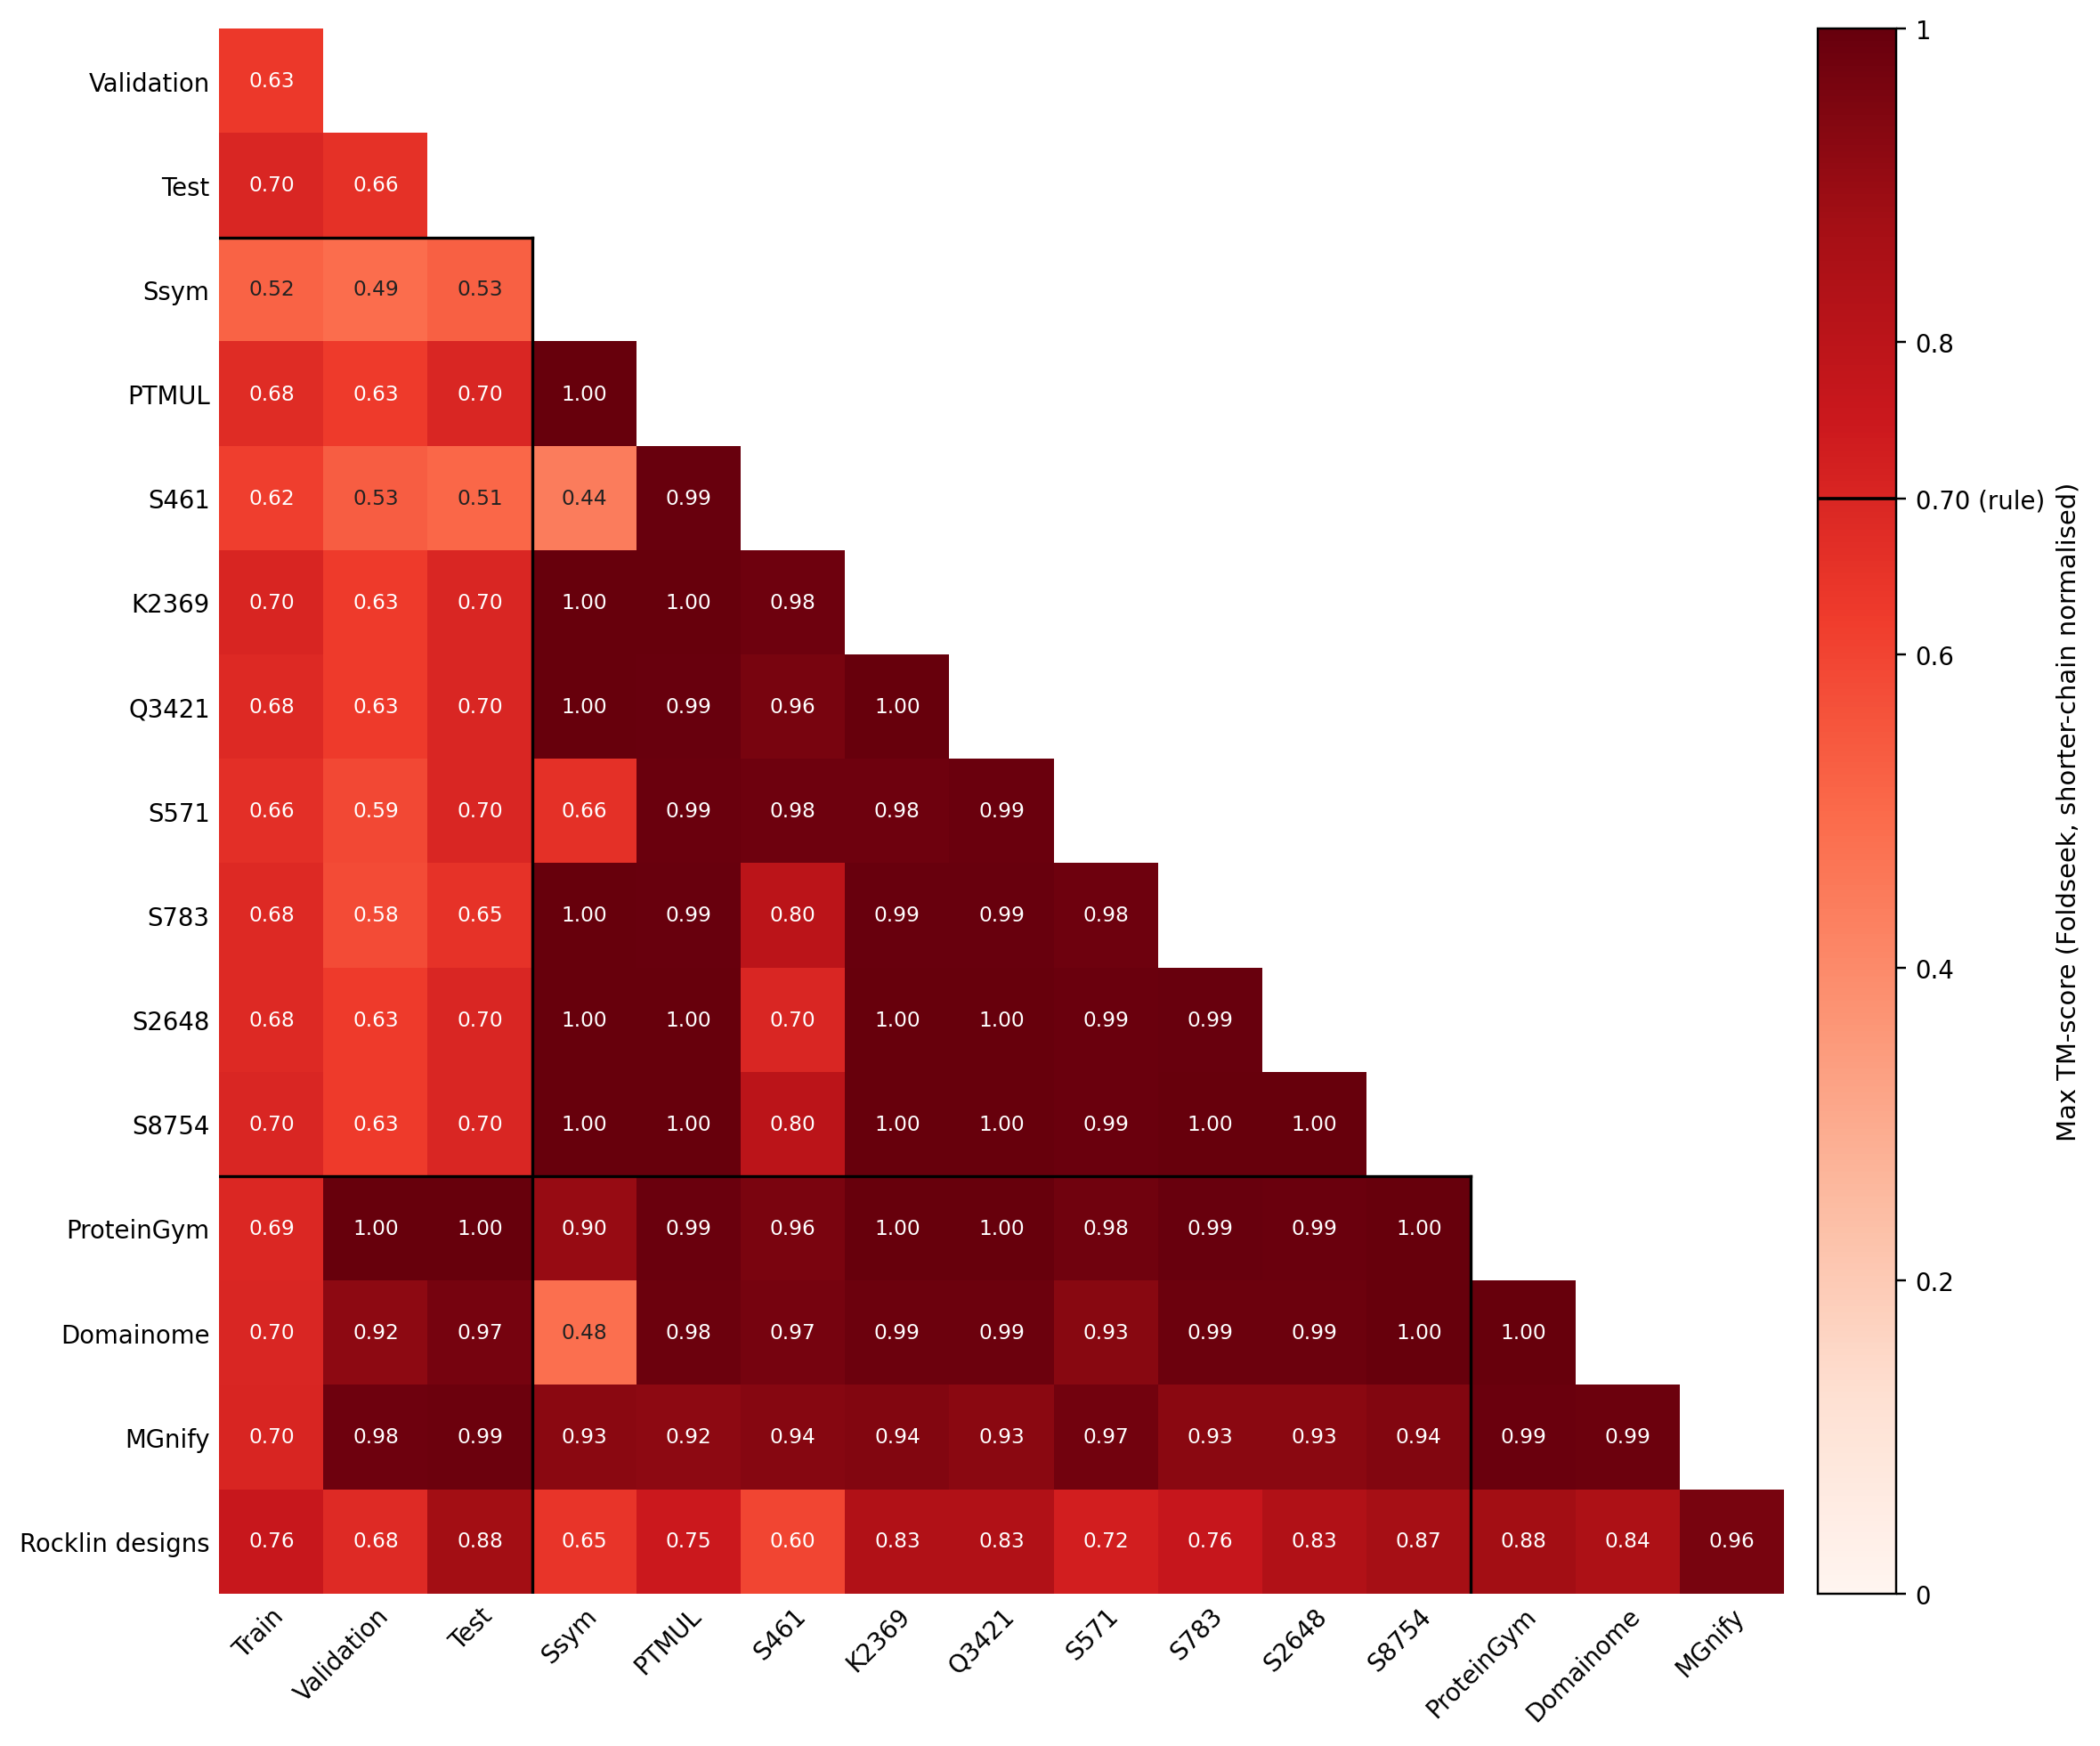 Validation 0.63
Test 0.70 0.66
Ssym 0.52 0.49 0.53
PTMUL 0.68 0.63 0.70 1.00
S461 0.62 0.53 0.51 0.44 0.99
K2369 0.70 0.63 0.70 1.00 1.00 0.98
Q3421 0.68 0.63 0.70 1.00 0.99 0.96 1.00
S571 0.66 0.59 0.70 0.66 0.99 0.98 0.98 0.99
S783 0.68 0.58 0.65 1.00 0.99 0.80 0.99 0.99 0.98
S2648 0.68 0.63 0.70 1.00 1.00 0.70 1.00 1.00 0.99 0.99
S8754 0.70 0.63 0.70 1.00 1.00 0.80 1.00 1.00 0.99 1.00 1.00
ProteinGym 0.69 1.00 1.00 0.90 0.99 0.96 1.00 1.00 0.98 0.99 0.99 1.00
Domainome 0.70 0.92 0.97 0.48 0.98 0.97 0.99 0.99 0.93 0.99 0.99 1.00 1.00
MGnify 0.70 0.98 0.99 0.93 0.92 0.94 0.94 0.93 0.97 0.93 0.93 0.94 0.99 0.99
Rocklin designs 0.76 0.68 0.88 0.65 0.75 0.60 0.83 0.83 0.72 0.76 0.83 0.87 0.88 0.84 0.96
Train Validation Test Ssym PTMUL S461 K2369 Q3421 S571 S783 S2648 S8754 ProteinGym Domainome MGnify
1
0.8
0.70 (rule)
0.6
0.4
0.2
0
Max TM-score (Foldseek, shorter-chain normalised)